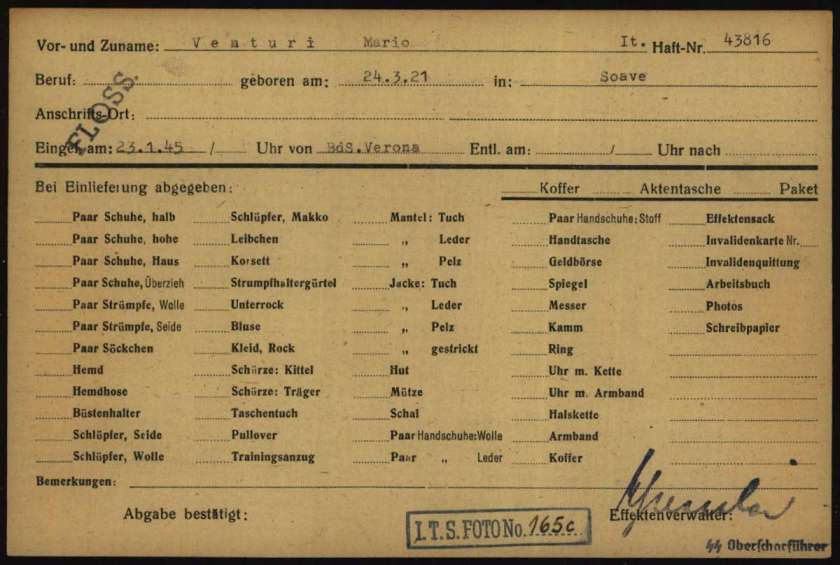 Vor- und Zuname: Venturi Mario It. Haft-Nr. 43816
Beruf: geboren am: 24.3.21 in: Soave
FLOSS.
Anschrifts-Ort:
Eingel. am: 23.1.45 / Uhr von BdS.Verona Entl. am: / Uhr nach
Bei Einlieferung abgegeben: Koffer Aktentasche Paket
Paar Schuhe, halb Schlüpfer, Makko Mantel: Tuch Paar Handschuhe: Stoff Effektensack
Paar Schuhe, hohe Leibchen „ Leder Handtasche Invalidenkarte Nr.
Paar Schuhe, Haus Korsett „ Pelz Geldbörse Invalidenquittung
Paar Schuhe, Überzieh Strumpfhaltergürtel Jacke: Tuch Spiegel Arbeitsbuch
Paar Strümpfe, Wolle Unterrock „ Leder Messer Photos
Paar Strümpfe, Seide Bluse „ Pelz Kamm Schreibpapier
Paar Söckchen Kleid, Rock „ gestrickt Ring
Hemd Schürze: Kittel Hut Uhr m. Kette
Hemdhose Schürze: Träger Mütze Uhr m. Armband
Büstenhalter Taschentuch Schal Halskette
Schlüpfer, Seide Pullover Paar Handschuhe: Wolle Armband
Schlüpfer, Wolle Trainingsanzug Paar „ Leder Koffer
Bemerkungen:
Abgabe bestätigt: Effektenverwalter:
I.T.S. FOTO No. 165c
ᛋᛋ Oberscharführer